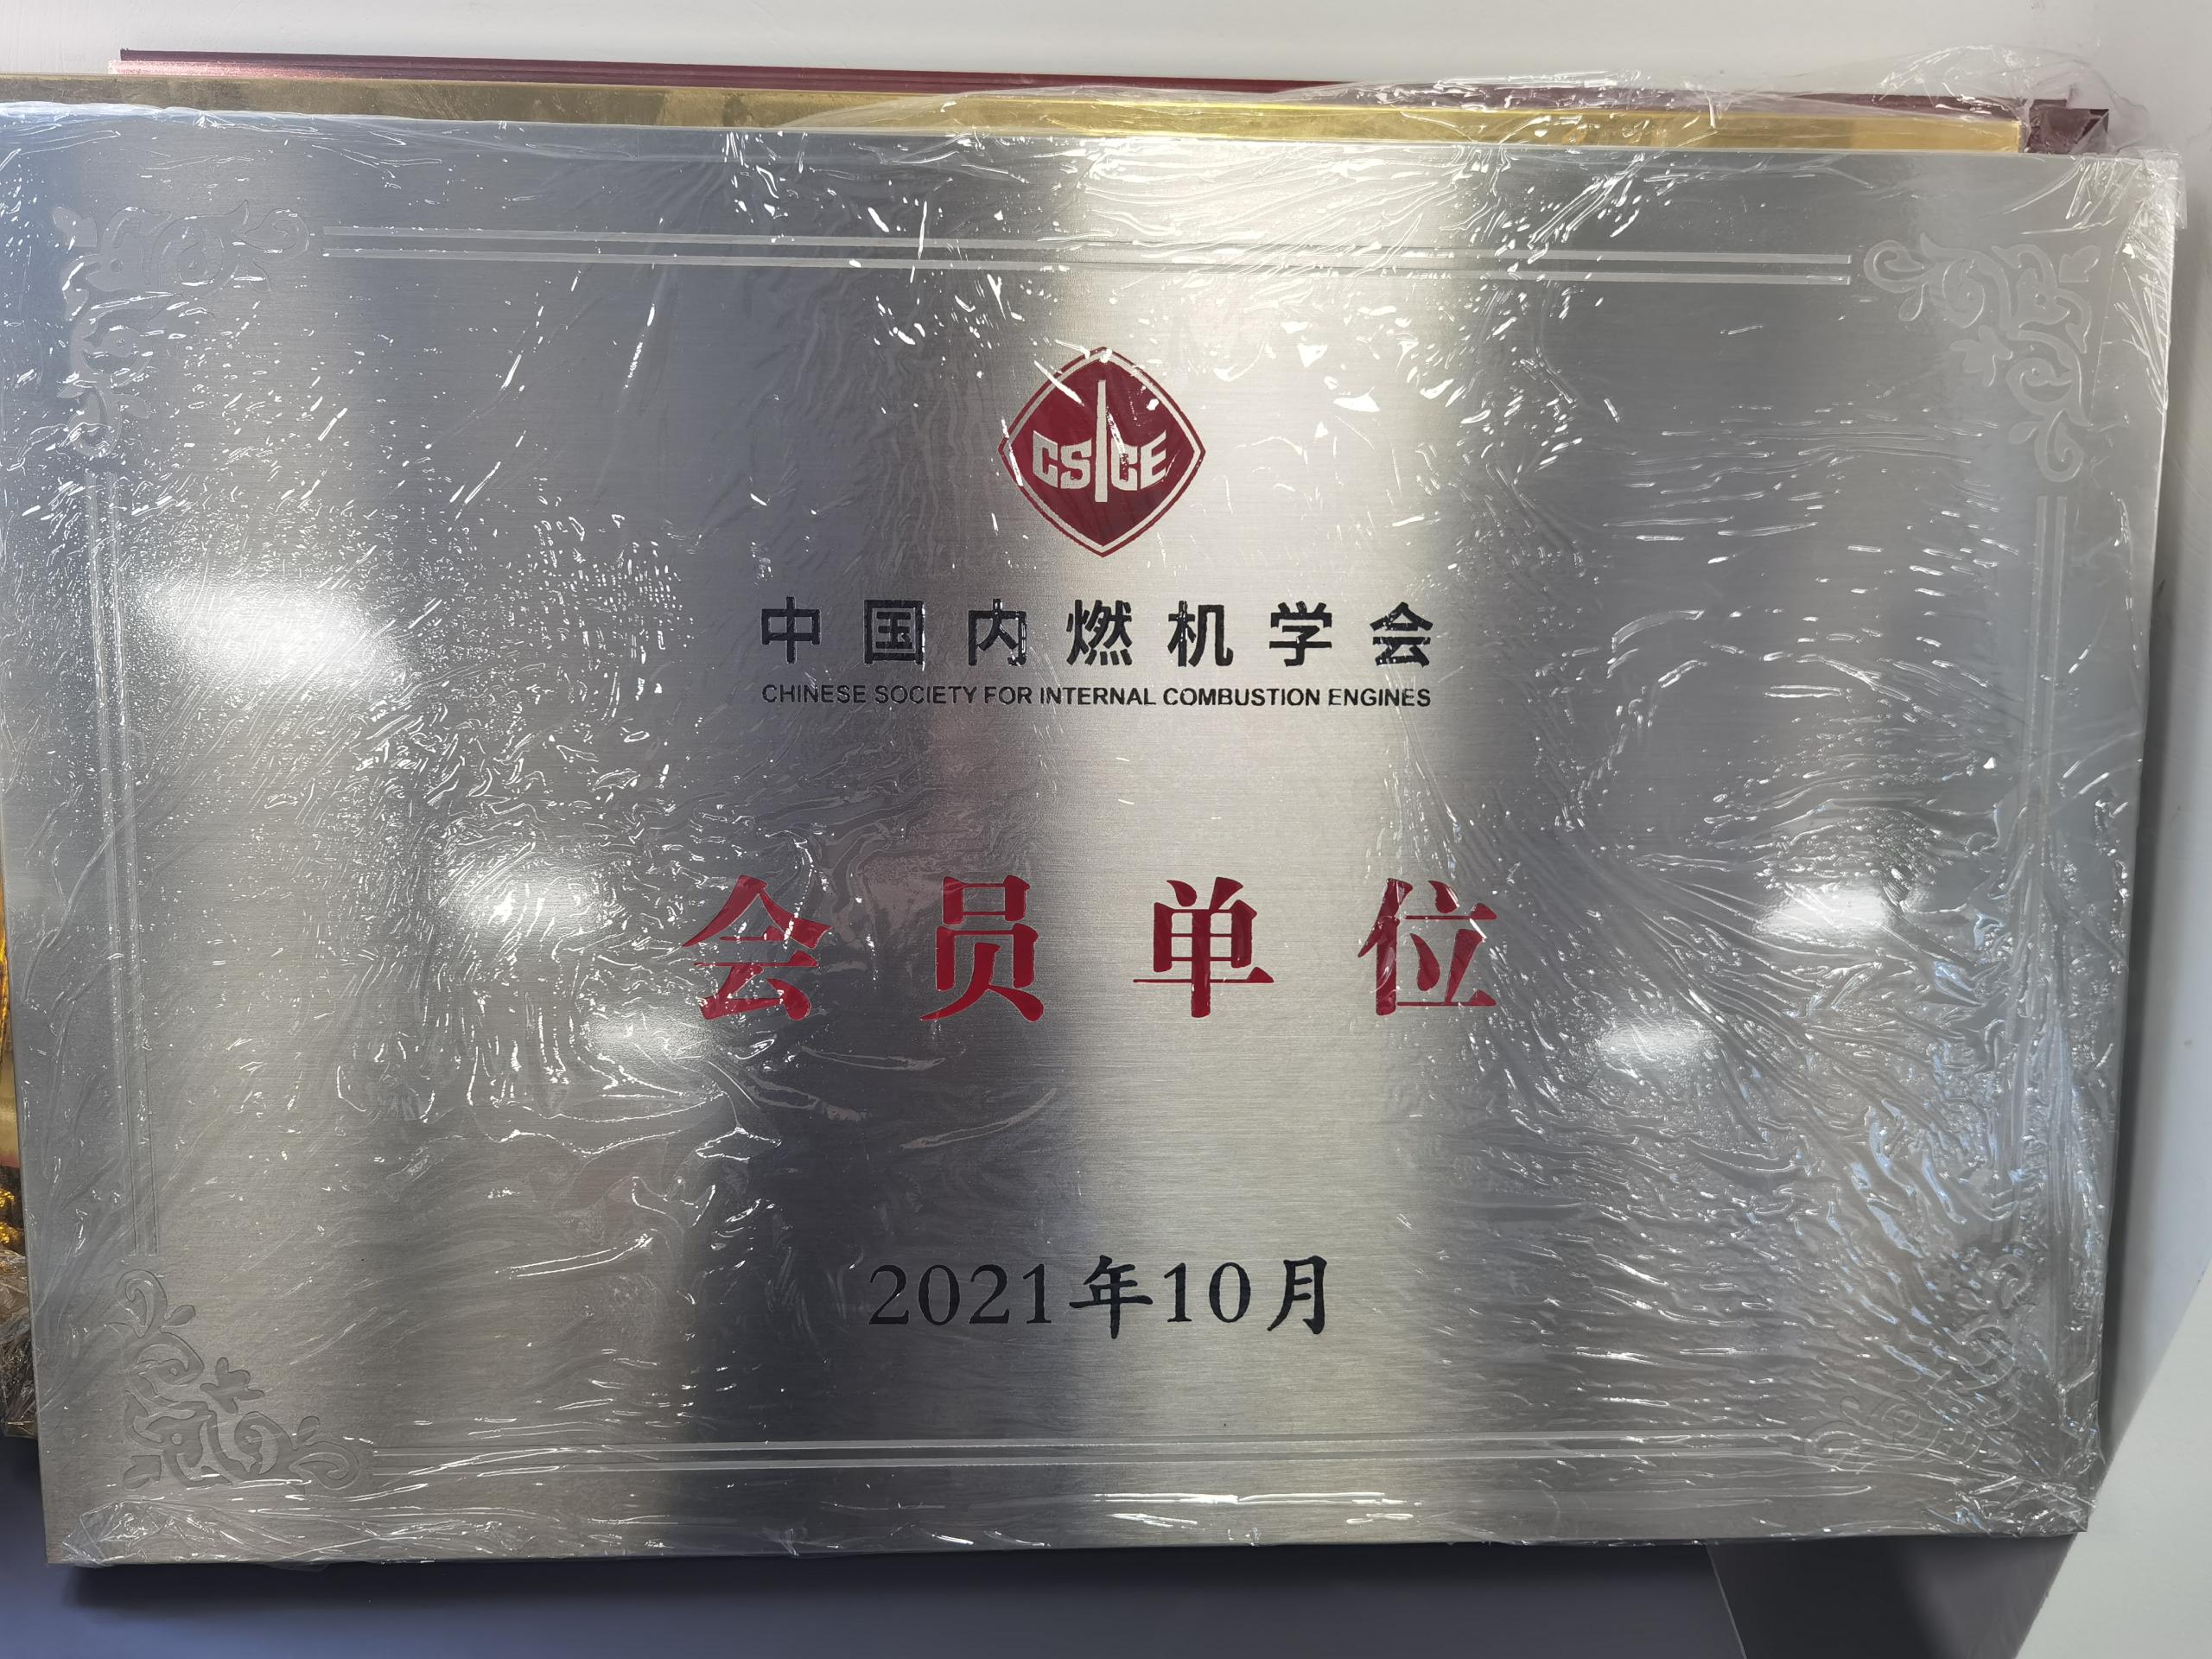 CSICE
中国内燃机学会
CHINESE SOCIETY FOR INTERNAL COMBUSTION ENGINES
会员单位
2021年10月